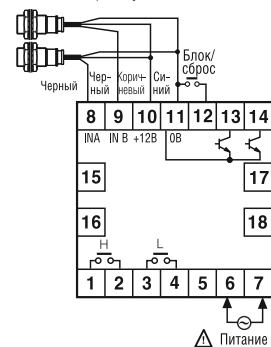 Блок/
сброс
Черный
Чер-
ный
Корич-
невый
Си-
ний
8 9 10 11 12 13 14
INA IN B +12В 0В
15 17
16 18
H L
1 2 3 4 5 6 7
Питание